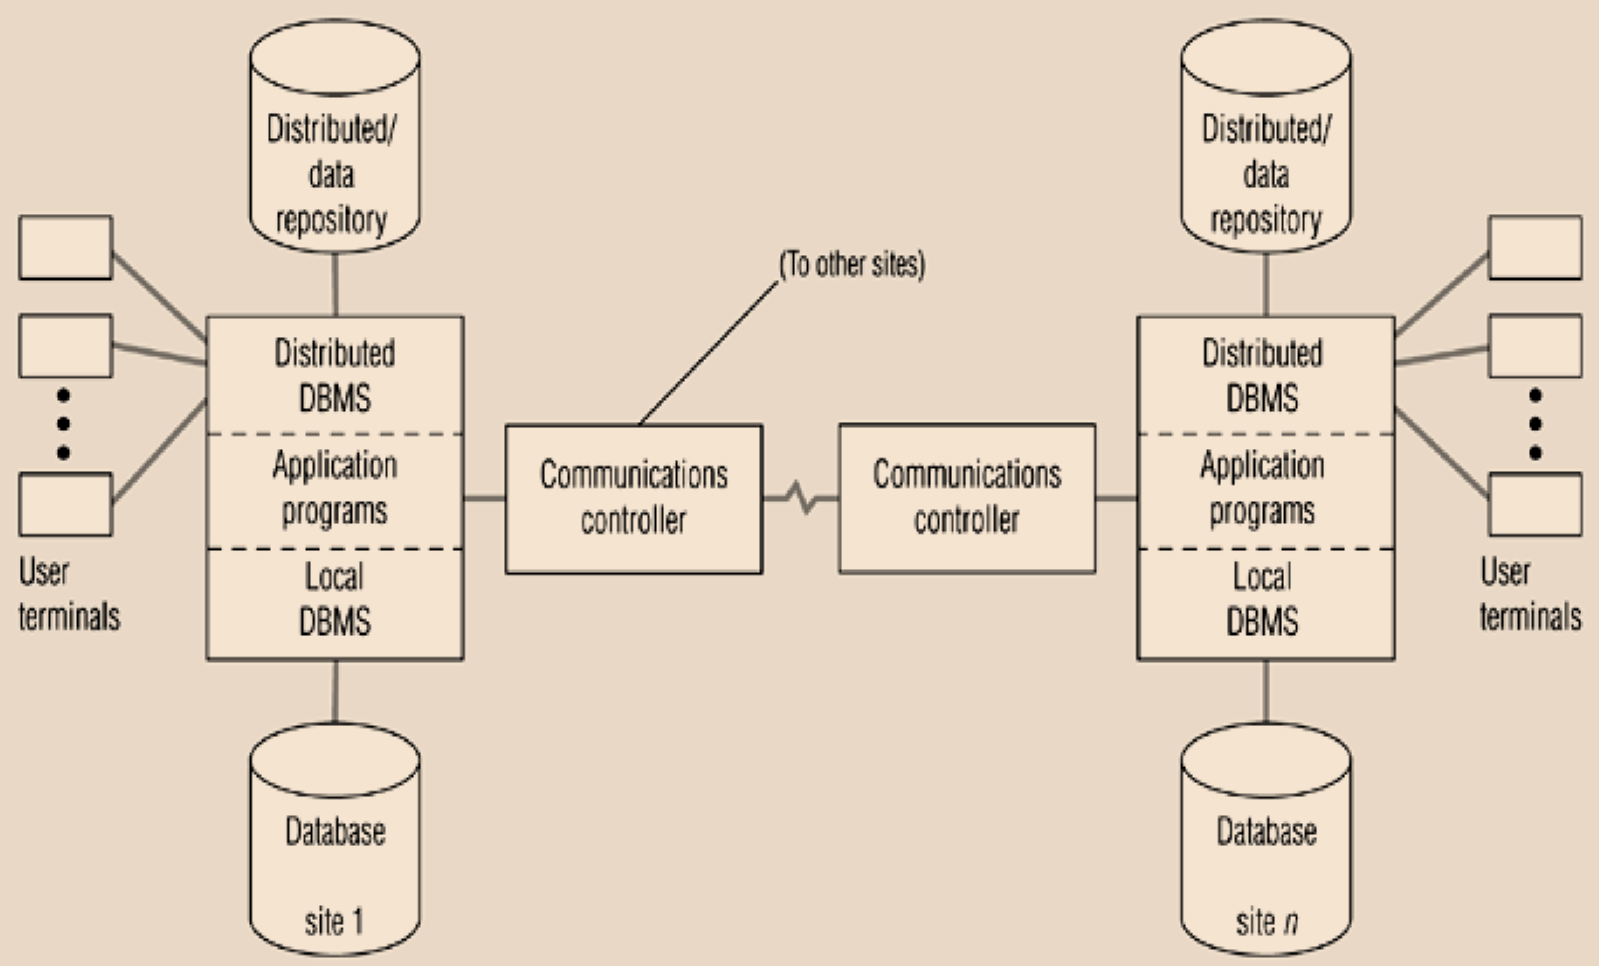 Distributed/
data
repository
Distributed/
data
repository
(To other sites)
Distributed
DBMS
Application
programs
Local
DBMS
Communications
controller
Communications
controller
Distributed
DBMS
Application
programs
Local
DBMS
User
terminals
User
terminals
Database
site 1
Database
site n